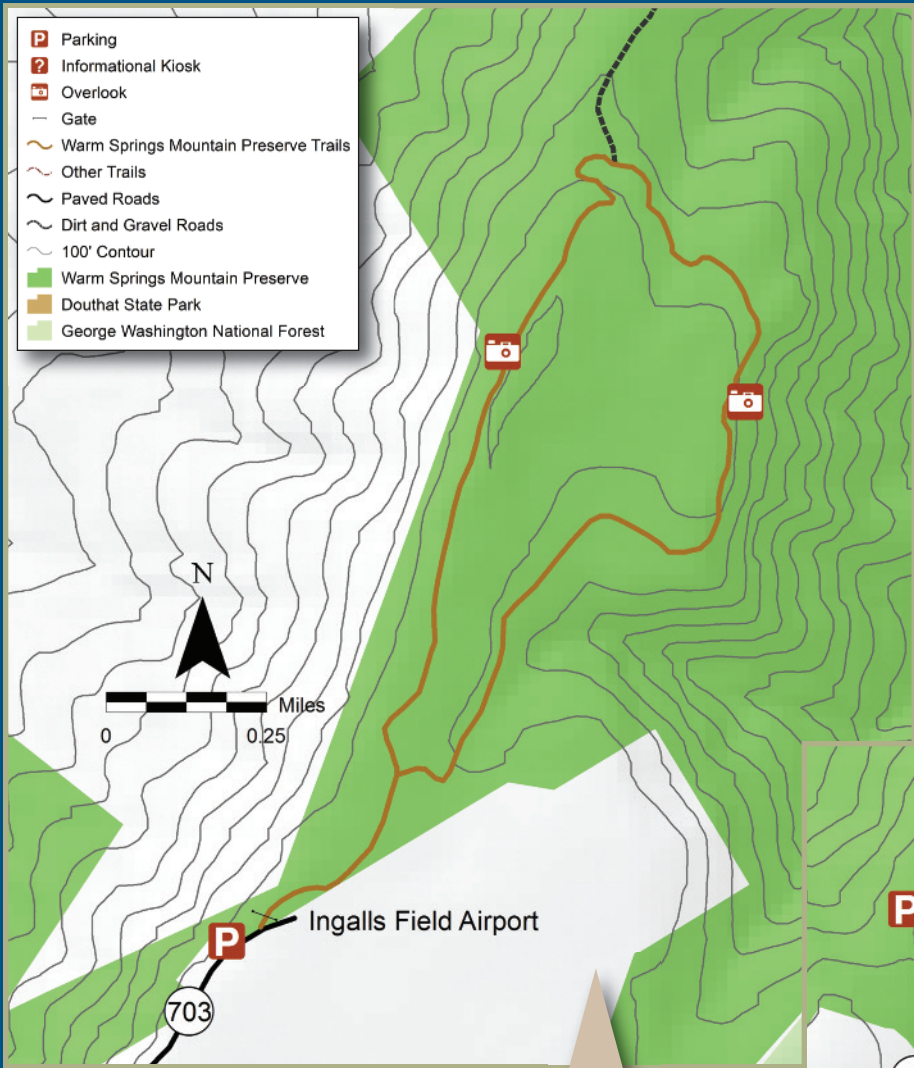 P Parking
? Informational Kiosk
Overlook
Gate
Warm Springs Mountain Preserve Trails
Other Trails
Paved Roads
Dirt and Gravel Roads
100' Contour
Warm Springs Mountain Preserve
Douthat State Park
George Washington National Forest
N
Miles
0 0.25
P
Ingalls Field Airport
P
703